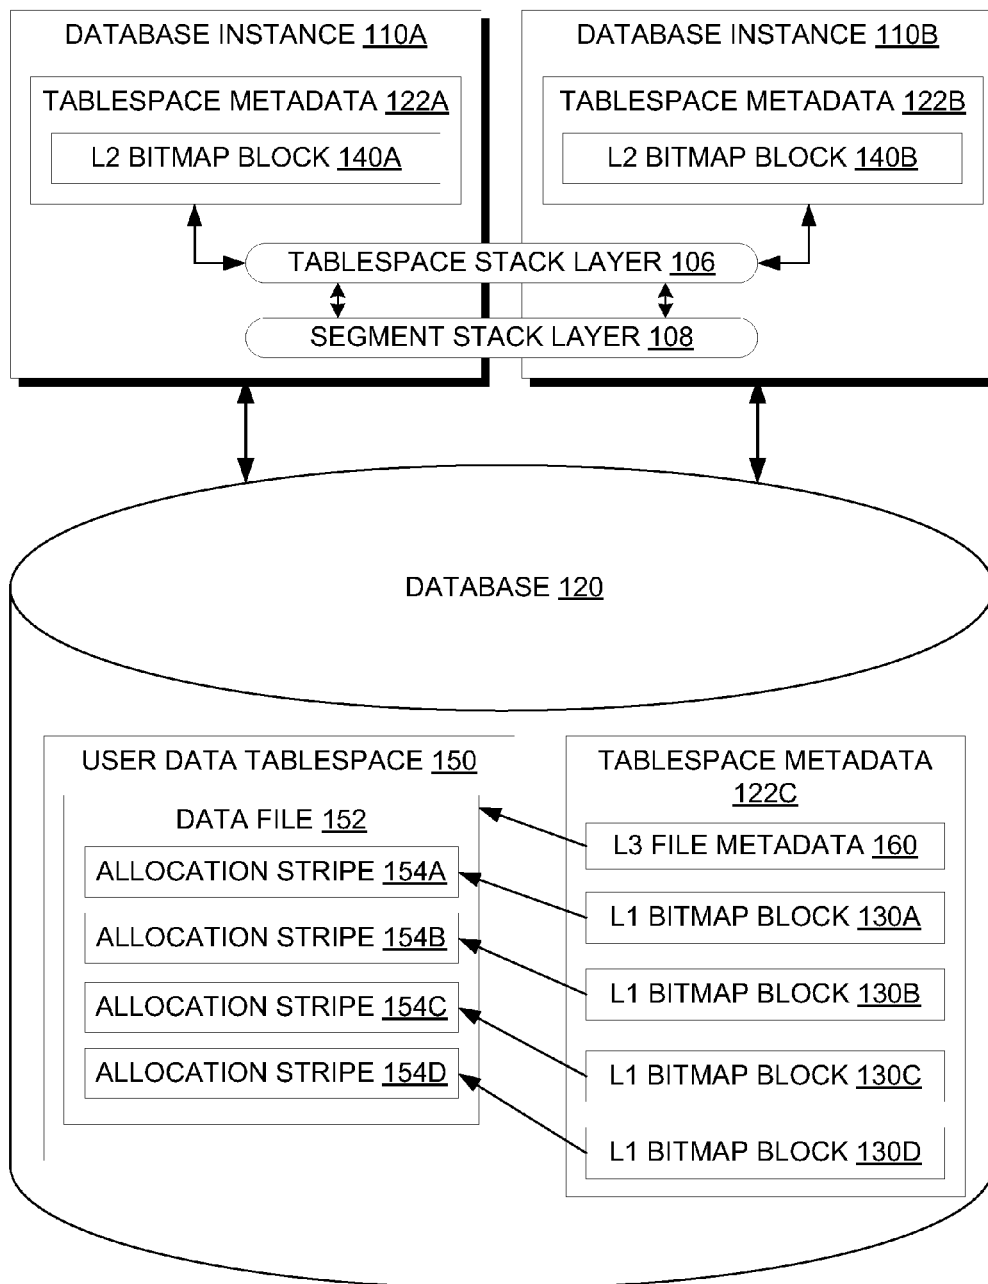 DATABASE INSTANCE 110A
TABLESPACE METADATA 122A
L2 BITMAP BLOCK 140A
DATABASE INSTANCE 110B
TABLESPACE METADATA 122B
L2 BITMAP BLOCK 140B
TABLESPACE STACK LAYER 106
SEGMENT STACK LAYER 108
DATABASE 120
USER DATA TABLESPACE 150
DATA FILE 152
ALLOCATION STRIPE 154A
ALLOCATION STRIPE 154B
ALLOCATION STRIPE 154C
ALLOCATION STRIPE 154D
TABLESPACE METADATA
122C
L3 FILE METADATA 160
L1 BITMAP BLOCK 130A
L1 BITMAP BLOCK 130B
L1 BITMAP BLOCK 130C
L1 BITMAP BLOCK 130D